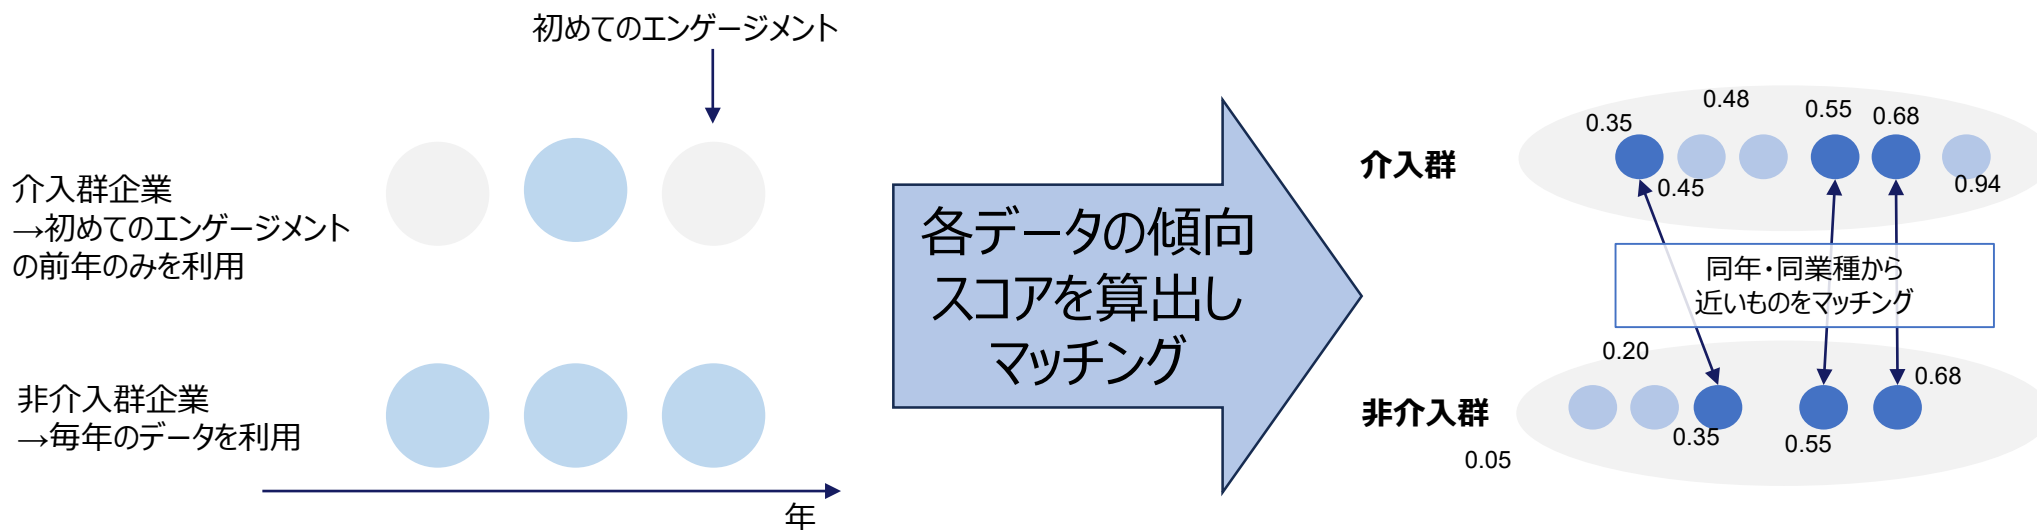 初めてのエンゲージメント
介入群企業
→初めてのエンゲージメント
の前年のみを利用
非介入群企業
→毎年のデータを利用
年
各データの傾向
スコアを算出し
マッチング
介入群
0.35
0.45
0.48
0.55
0.68
0.94
同年・同業種から
近いものをマッチング
非介入群
0.05
0.20
0.35
0.55
0.68